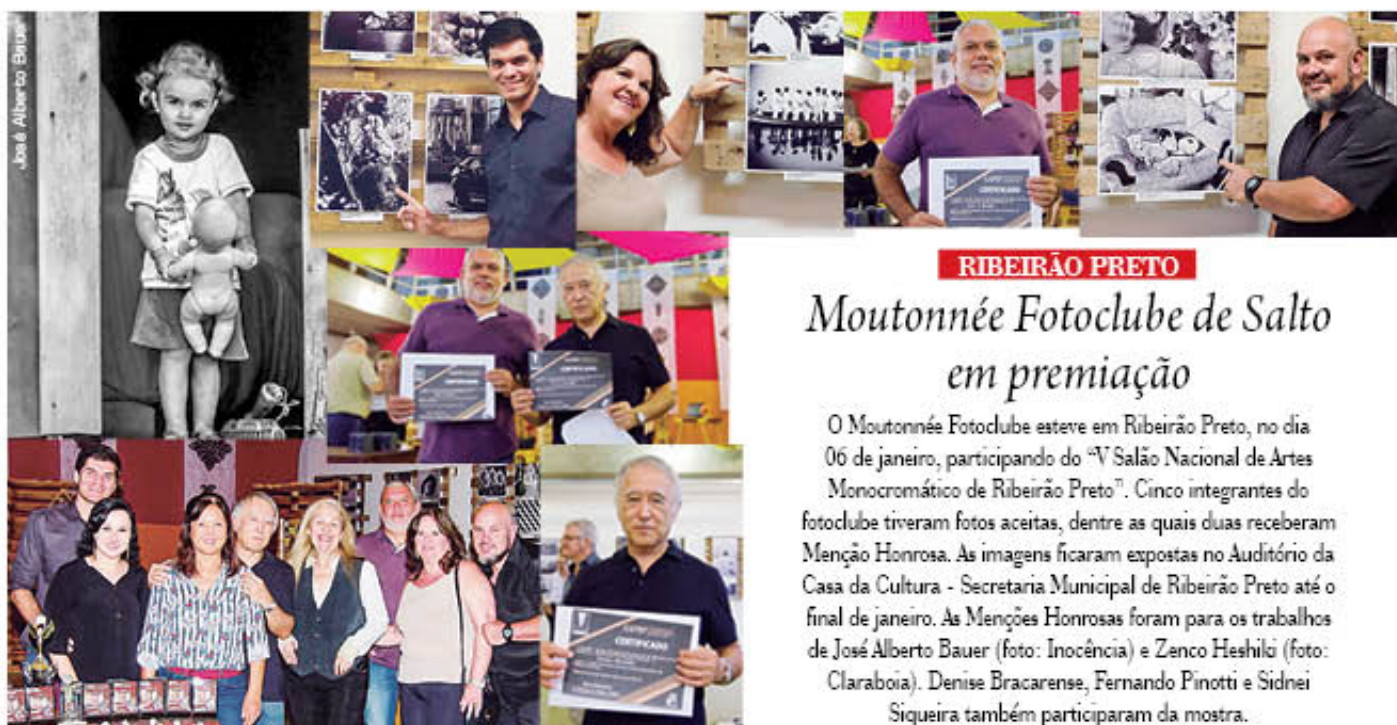 José Alberto Bauer
CERTIFICADO
RIBEIRÃO PRETO
Moutonnée Fotoclube de Salto
em premiação
O Moutonnée Fotoclube esteve em Ribeirão Preto, no dia
06 de janeiro, participando do “V Salão Nacional de Artes
Monocromático de Ribeirão Preto”. Cinco integrantes do
fotoclube tiveram fotos aceitas, dentre as quais duas receberam
Menção Honrosa. As imagens ficaram expostas no Auditório da
Casa da Cultura - Secretaria Municipal de Ribeirão Preto até o
final de janeiro. As Menções Honrosas foram para os trabalhos
de José Alberto Bauer (foto: Inocência) e Zenco Heshiki (foto:
Claraboia). Denise Bracarense, Fernando Pinotti e Sidnei
Siqueira também participaram da mostra.
CERTIFICADO
CERTIFICADO
CERTIFICADO